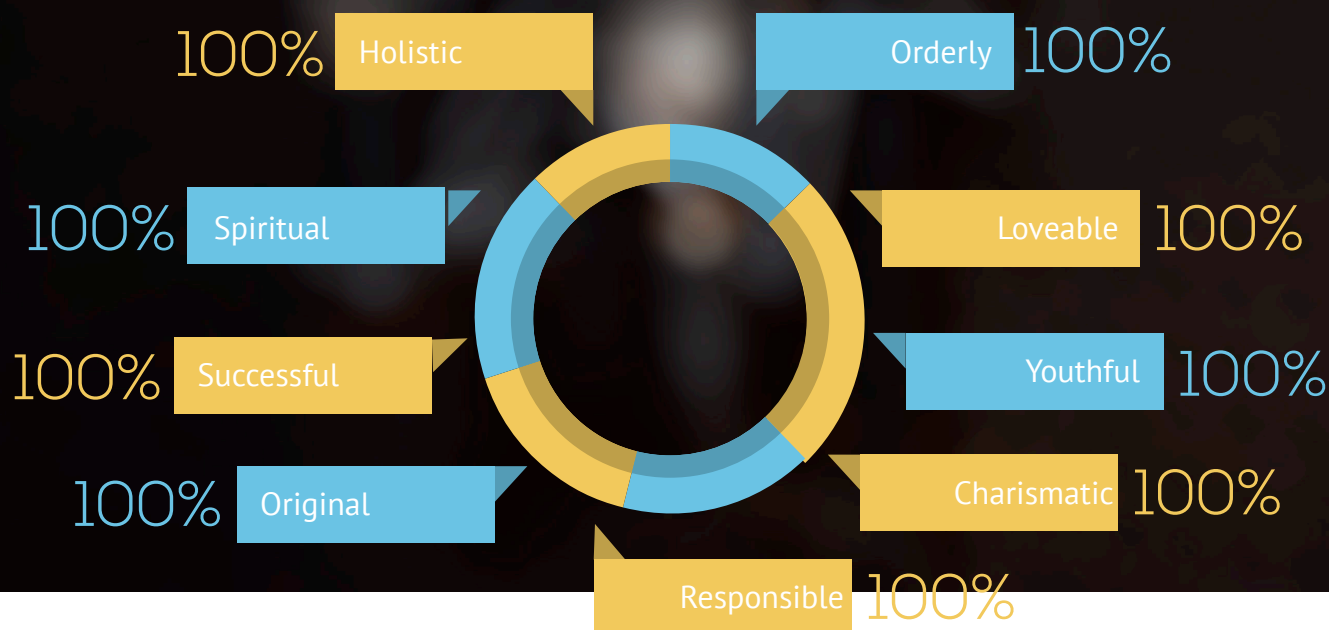 100% Holistic
Orderly 100%
100% Spiritual
Loveable 100%
100% Successful
Youthful 100%
100% Original
Charismatic 100%
Responsible 100%